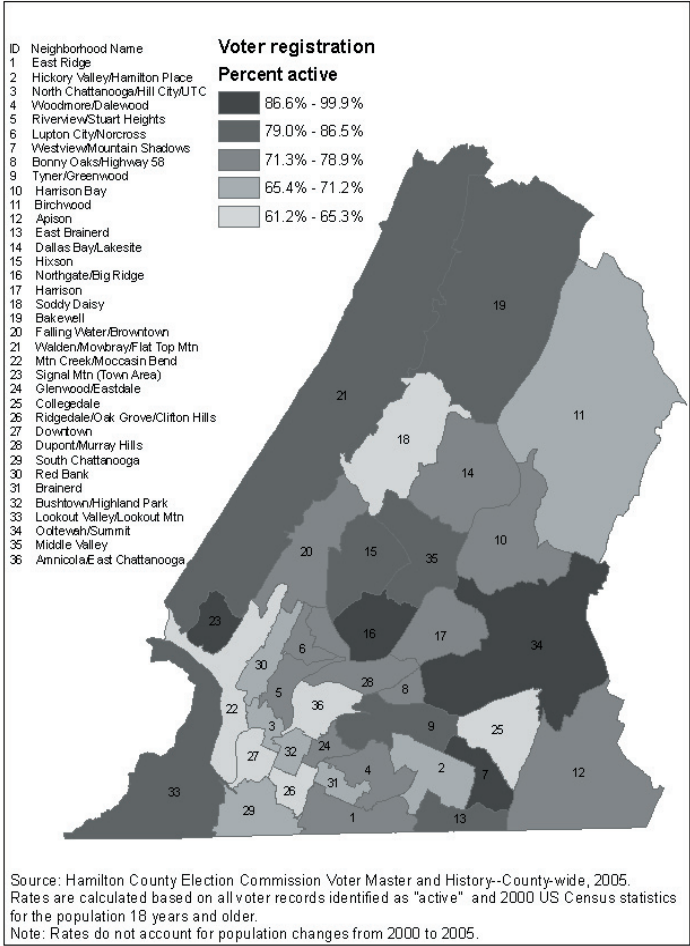 ID Neighborhood Name
1 East Ridge
2 Hickory Valley/Hamilton Place
3 North Chattanooga/Hill City/UTC
4 Woodmore/Dalewood
5 Riverview/Stuart Heights
6 Lupton City/Norcross
7 Westview/Mountain Shadows
8 Bonny Oaks/Highway 58
9 Tyner/Greenwood
10 Harrison Bay
11 Birchwood
12 Apison
13 East Brainerd
14 Dallas Bay/Lakesite
15 Hixson
16 Northgate/Big Ridge
17 Harrison
18 Soddy Daisy
19 Bakewell
20 Falling Water/Browntown
21 Walden/Mowbray/Flat Top Mtn
22 Mtn Creek/Moccasin Bend
23 Signal Mtn (Town Area)
24 Glenwood/Eastdale
25 Collegedale
26 Ridgedale/Oak Grove/Clifton Hills
27 Downtown
28 Dupont/Murray Hills
29 South Chattanooga
30 Red Bank
31 Brainerd
32 Bushtown/Highland Park
33 Lookout Valley/Lookout Mtn
34 Ooltewah/Summit
35 Middle Valley
36 Amnicola/East Chattanooga
Voter registration
Percent active
86.6% - 99.9%
79.0% - 86.5%
71.3% - 78.9%
65.4% - 71.2%
61.2% - 65.3%
19
21
11
18
14
10
20
15
35
23
16
17
34
6
30
28
8
5
22
36
3
9
25
27
32
24
2
7
12
4
31
26
33
29
1
13
Source: Hamilton County Election Commission Voter Master and History--County-wide, 2005.
Rates are calculated based on all voter records identified as "active" and 2000 US Census statistics
for the population 18 years and older.
Note: Rates do not account for population changes from 2000 to 2005.